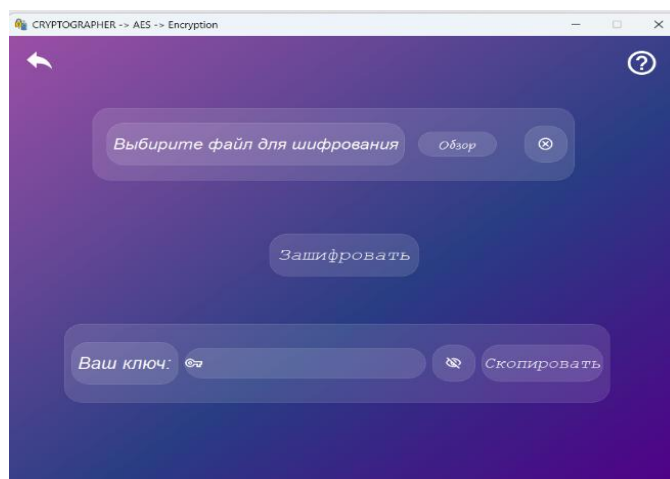 CRYPTOGRAPHER -> AES -> Encryption
Выбирите файл для шифрования Обзор
Зашифровать
Ваш ключ: Скопировать